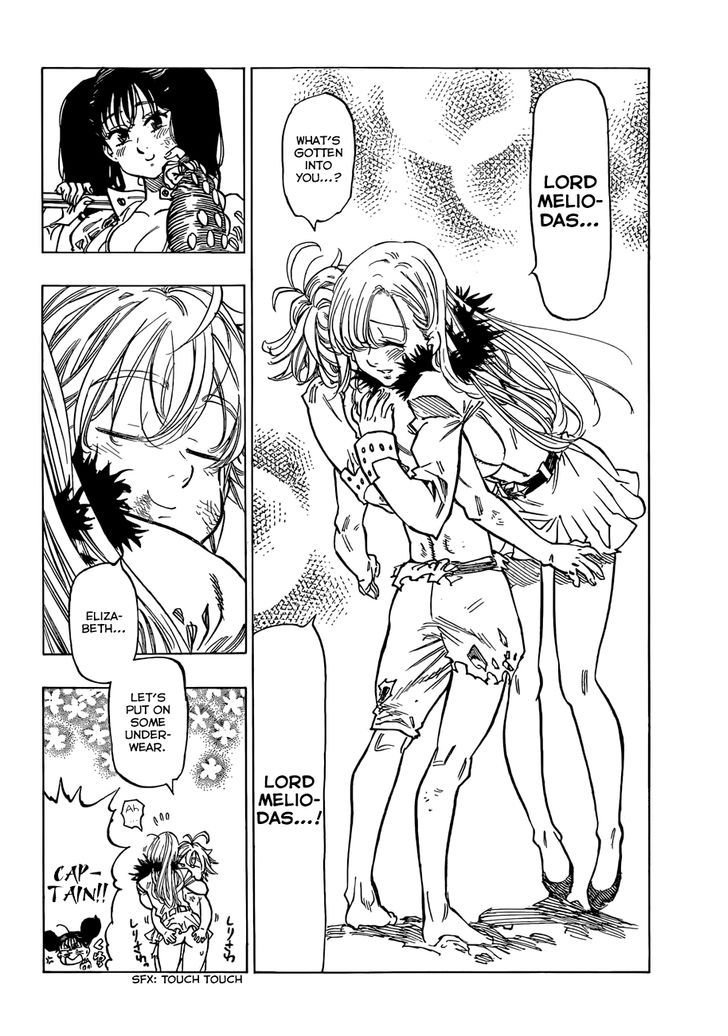 LORD
MELIO-
DAS...
WHAT'S
GOTTEN
INTO
YOU...?
LORD
MELIO-
DAS...!
ELIZA-
BETH...
LET'S
PUT ON
SOME
UNDER-
WEAR.
Ah
CAP-
TAIN!!
SFX: TOUCH TOUCH